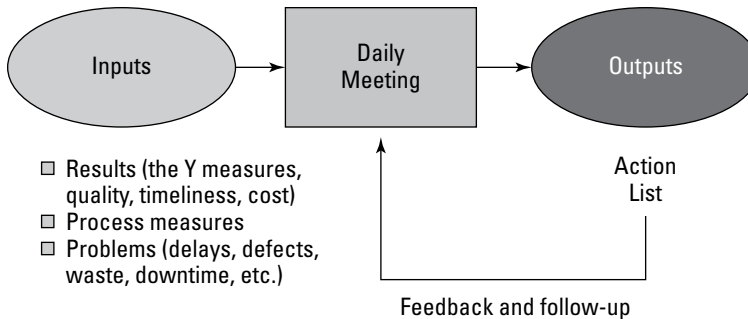 Inputs
Daily
Meeting
Outputs
Results (the Y measures,
quality, timeliness, cost)
Process measures
Problems (delays, defects,
waste, downtime, etc.)
Action
List
Feedback and follow-up